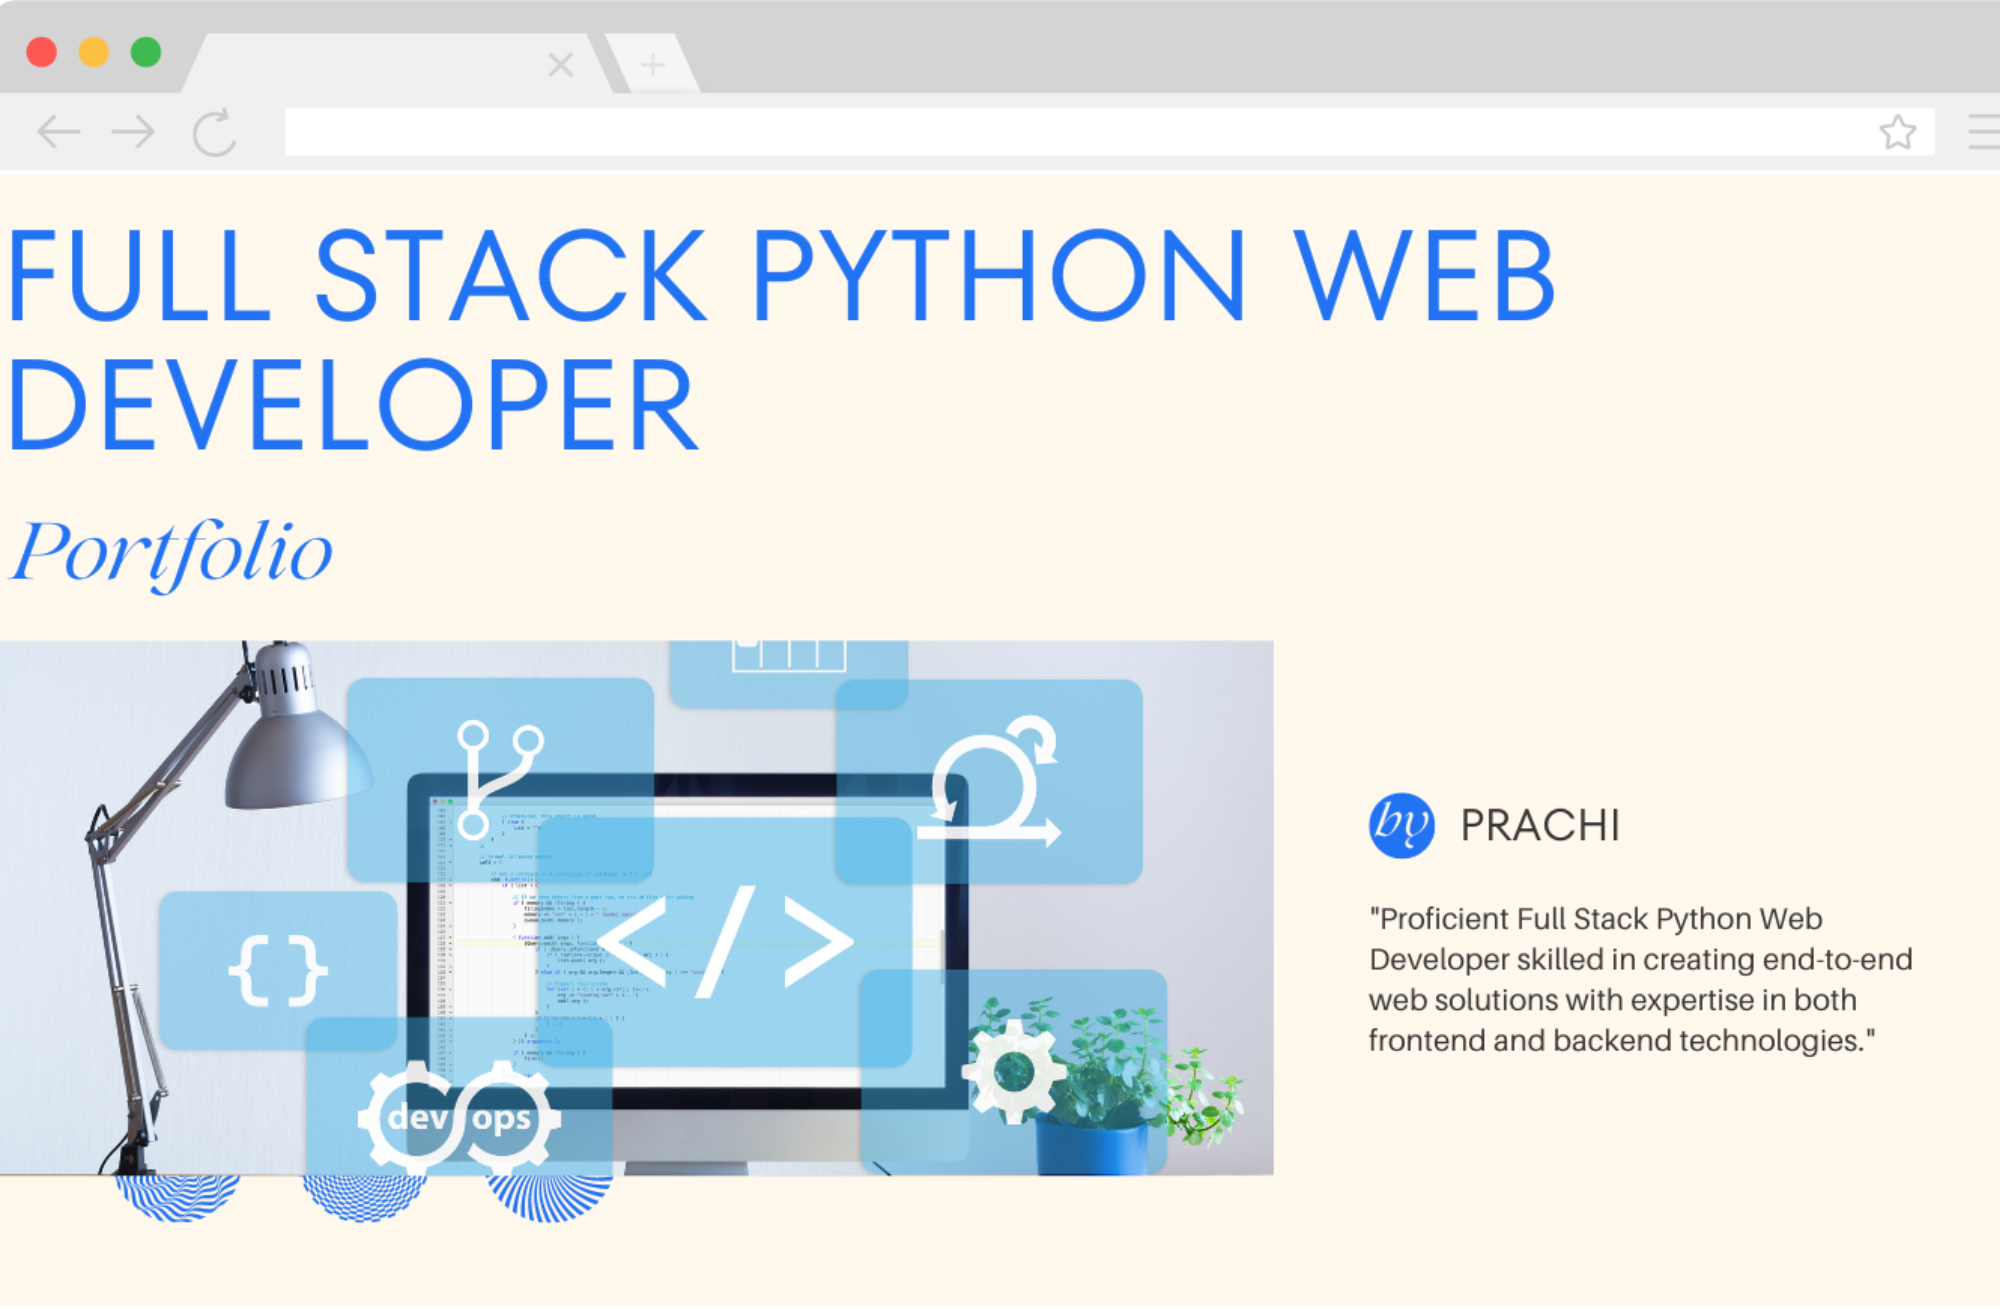 FULL STACK PYTHON WEB
DEVELOPER
Portfolio
dev ops
by PRACHI
"Proficient Full Stack Python Web
Developer skilled in creating end-to-end
web solutions with expertise in both
frontend and backend technologies."